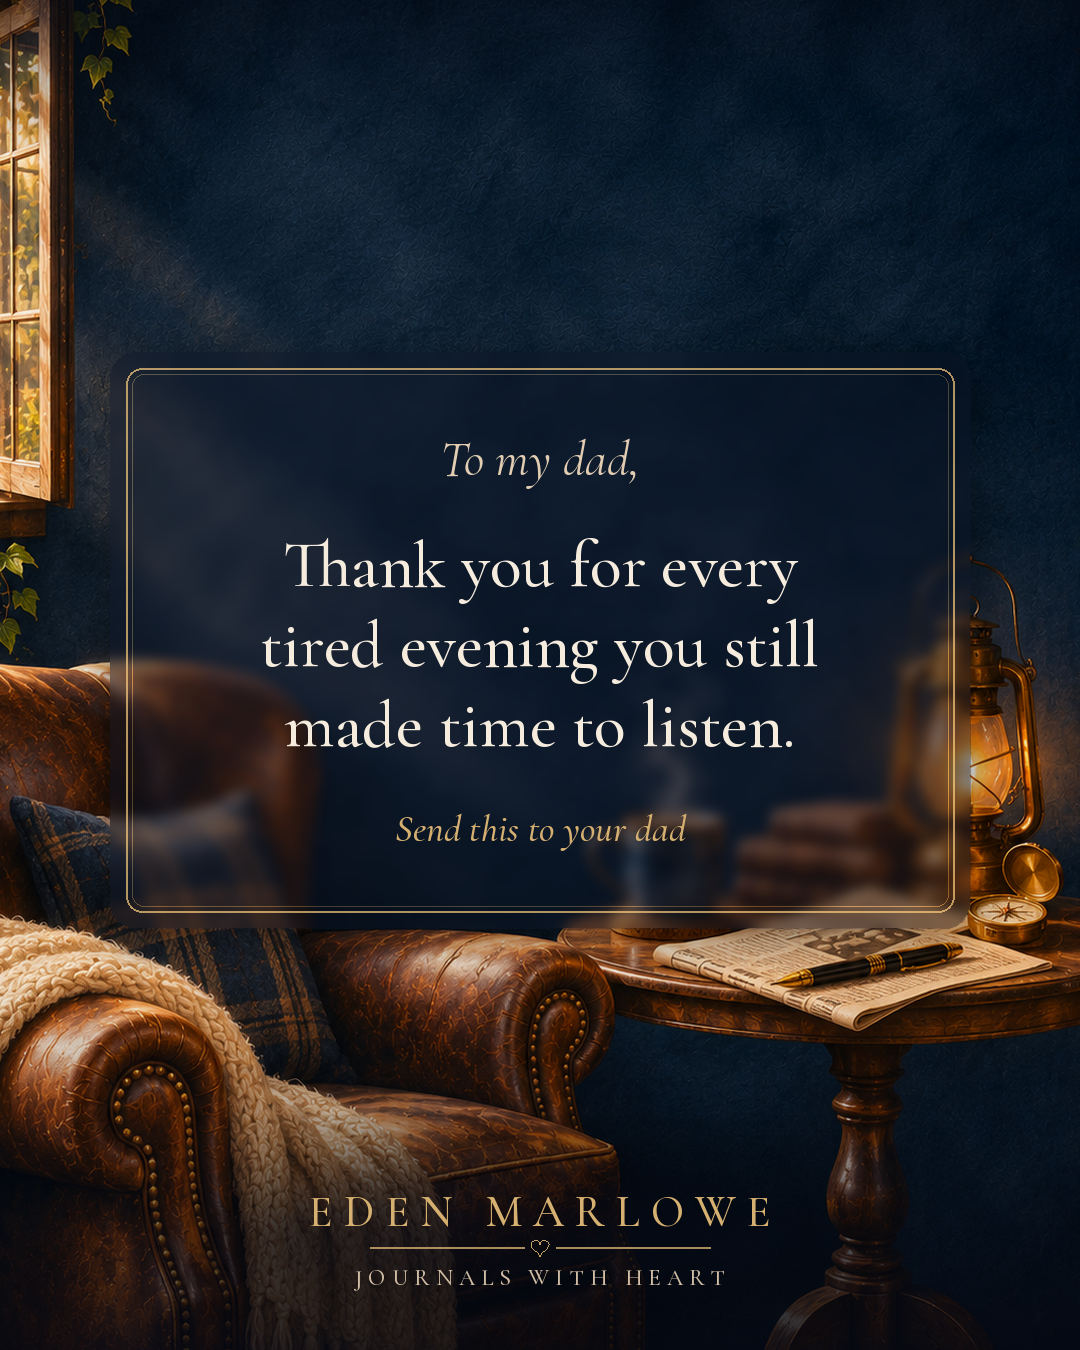 To my dad,
Thank you for every
tired evening you still
made time to listen.
Send this to your dad
EDEN MARLOWE
JOURNALS WITH HEART